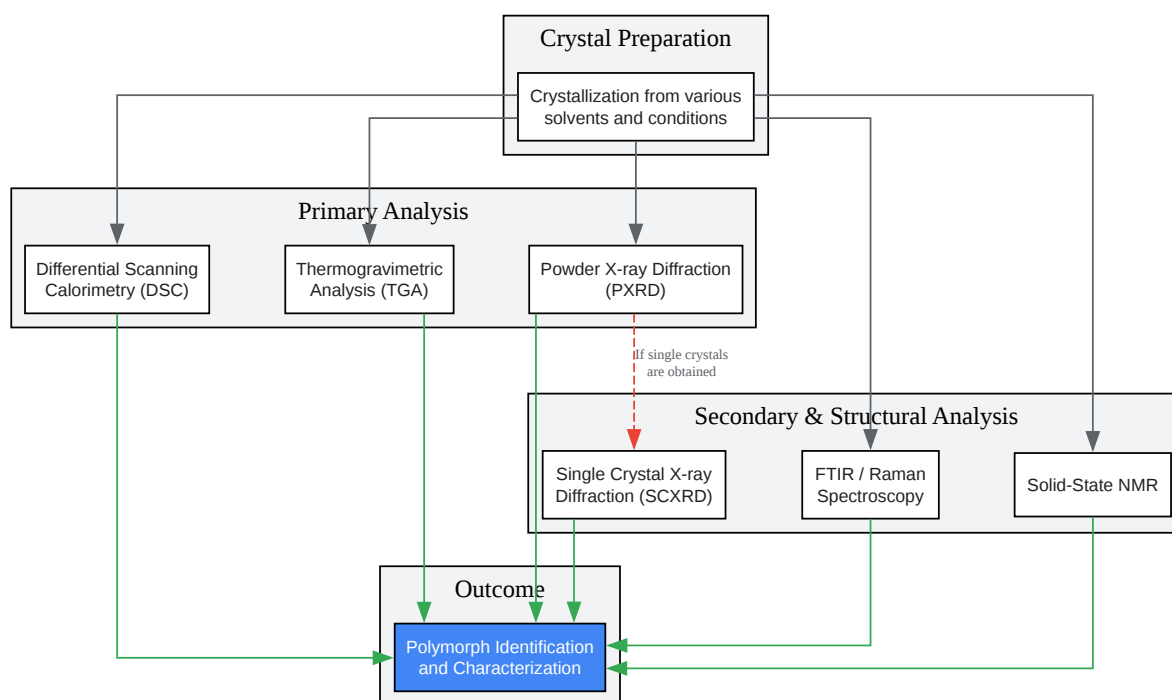 Crystal Preparation
Crystallization from various
solvents and conditions
Primary Analysis
Differential Scanning
Calorimetry (DSC)
Thermogravimetric
Analysis (TGA)
Powder X-ray Diffraction
(PXRD)
If single crystals
are obtained
Secondary & Structural Analysis
Single Crystal X-ray
Diffraction (SCXRD)
FTIR / Raman
Spectroscopy
Solid-State NMR
Outcome
Polymorph Identification
and Characterization